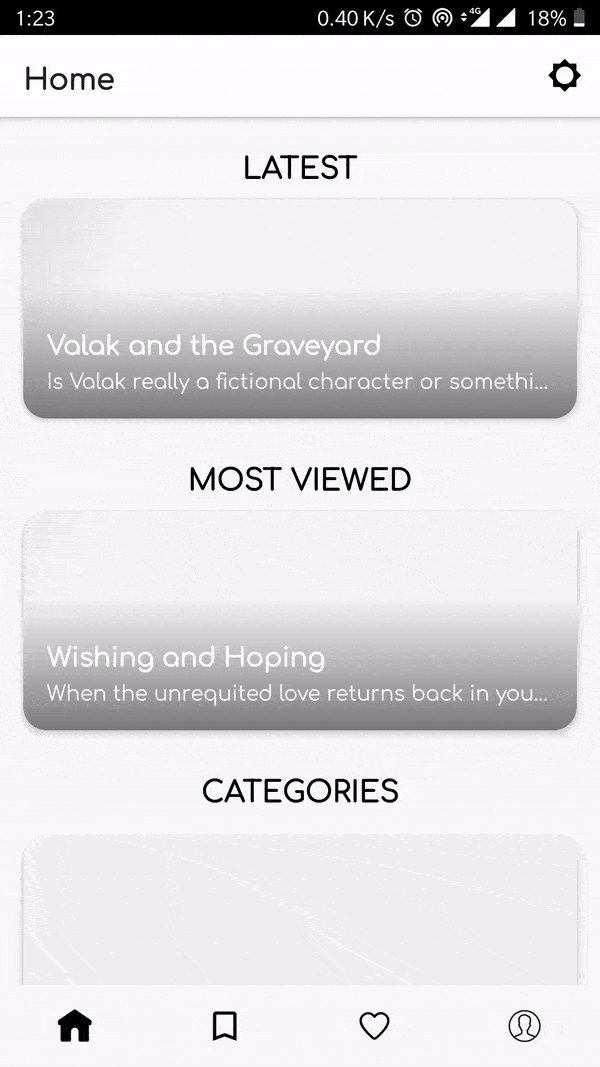 1:23 0.40 K/s 4G 18%
Home
LATEST
Valak and the Graveyard
Is Valak really a fictional character or somethi...
MOST VIEWED
Wishing and Hoping
When the unrequited love returns back in you...
CATEGORIES